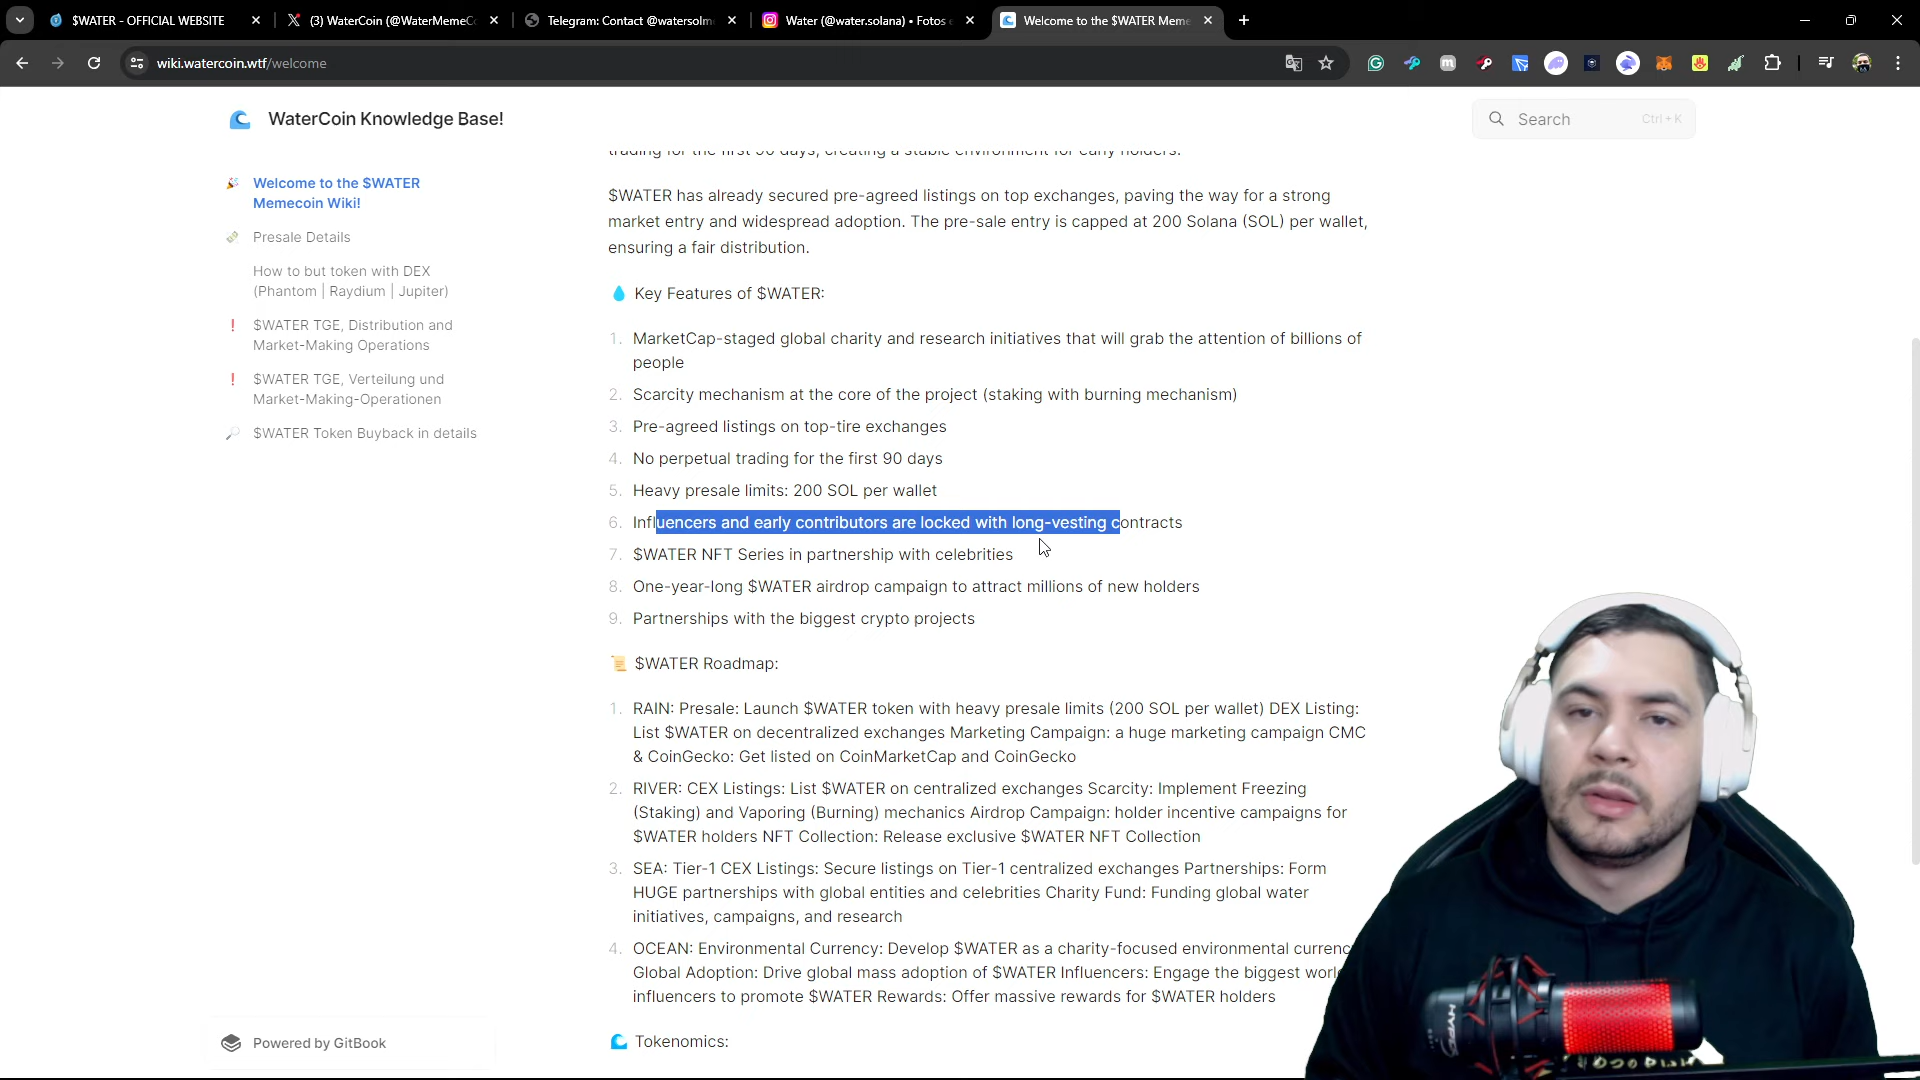 $WATER - OFFICIAL WEBSITE
(3) WaterCoin (@WaterMemeCo
Telegram: Contact @watersolm
Water (@water.solana) • Fotos e
Welcome to the $WATER Meme
wiki.watercoin.wtf/welcome
WaterCoin Knowledge Base!
Search
Ctrl + K
Welcome to the $WATER
Memecoin Wiki!
Presale Details
How to but token with DEX
(Phantom | Raydium | Jupiter)
$WATER TGE, Distribution and
Market-Making Operations
$WATER TGE, Verteilung und
Market-Making-Operationen
$WATER Token Buyback in details
Powered by GitBook
trading for the first 90 days, creating a stable environment for early holders.
$WATER has already secured pre-agreed listings on top exchanges, paving the way for a strong
market entry and widespread adoption. The pre-sale entry is capped at 200 Solana (SOL) per wallet,
ensuring a fair distribution.
💧 Key Features of $WATER:
1. MarketCap-staged global charity and research initiatives that will grab the attention of billions of
people
2. Scarcity mechanism at the core of the project (staking with burning mechanism)
3. Pre-agreed listings on top-tire exchanges
4. No perpetual trading for the first 90 days
5. Heavy presale limits: 200 SOL per wallet
6. Influencers and early contributors are locked with long-vesting contracts
7. $WATER NFT Series in partnership with celebrities
8. One-year-long $WATER airdrop campaign to attract millions of new holders
9. Partnerships with the biggest crypto projects
📜 $WATER Roadmap:
1. RAIN: Presale: Launch $WATER token with heavy presale limits (200 SOL per wallet) DEX Listing:
List $WATER on decentralized exchanges Marketing Campaign: a huge marketing campaign CMC
& CoinGecko: Get listed on CoinMarketCap and CoinGecko
2. RIVER: CEX Listings: List $WATER on centralized exchanges Scarcity: Implement Freezing
(Staking) and Vaporing (Burning) mechanics Airdrop Campaign: holder incentive campaigns for
$WATER holders NFT Collection: Release exclusive $WATER NFT Collection
3. SEA: Tier-1 CEX Listings: Secure listings on Tier-1 centralized exchanges Partnerships: Form
HUGE partnerships with global entities and celebrities Charity Fund: Funding global water
initiatives, campaigns, and research
4. OCEAN: Environmental Currency: Develop $WATER as a charity-focused environmental currenc
Global Adoption: Drive global mass adoption of $WATER Influencers: Engage the biggest worl
influencers to promote $WATER Rewards: Offer massive rewards for $WATER holders
🌊 Tokenomics:
HYPERX